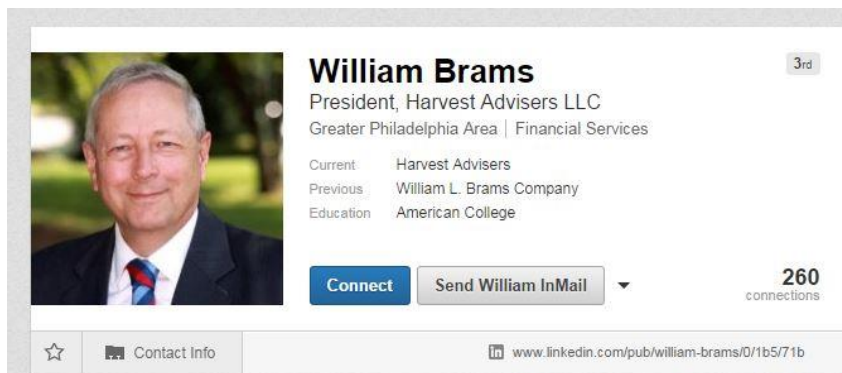 William Brams
3rd
President, Harvest Advisers LLC
Greater Philadelphia Area | Financial Services
Current Harvest Advisers
Previous William L. Brams Company
Education American College
Connect Send William InMail 260
connections
Contact Info in www.linkedin.com/pub/william-brams/0/1b5/71b